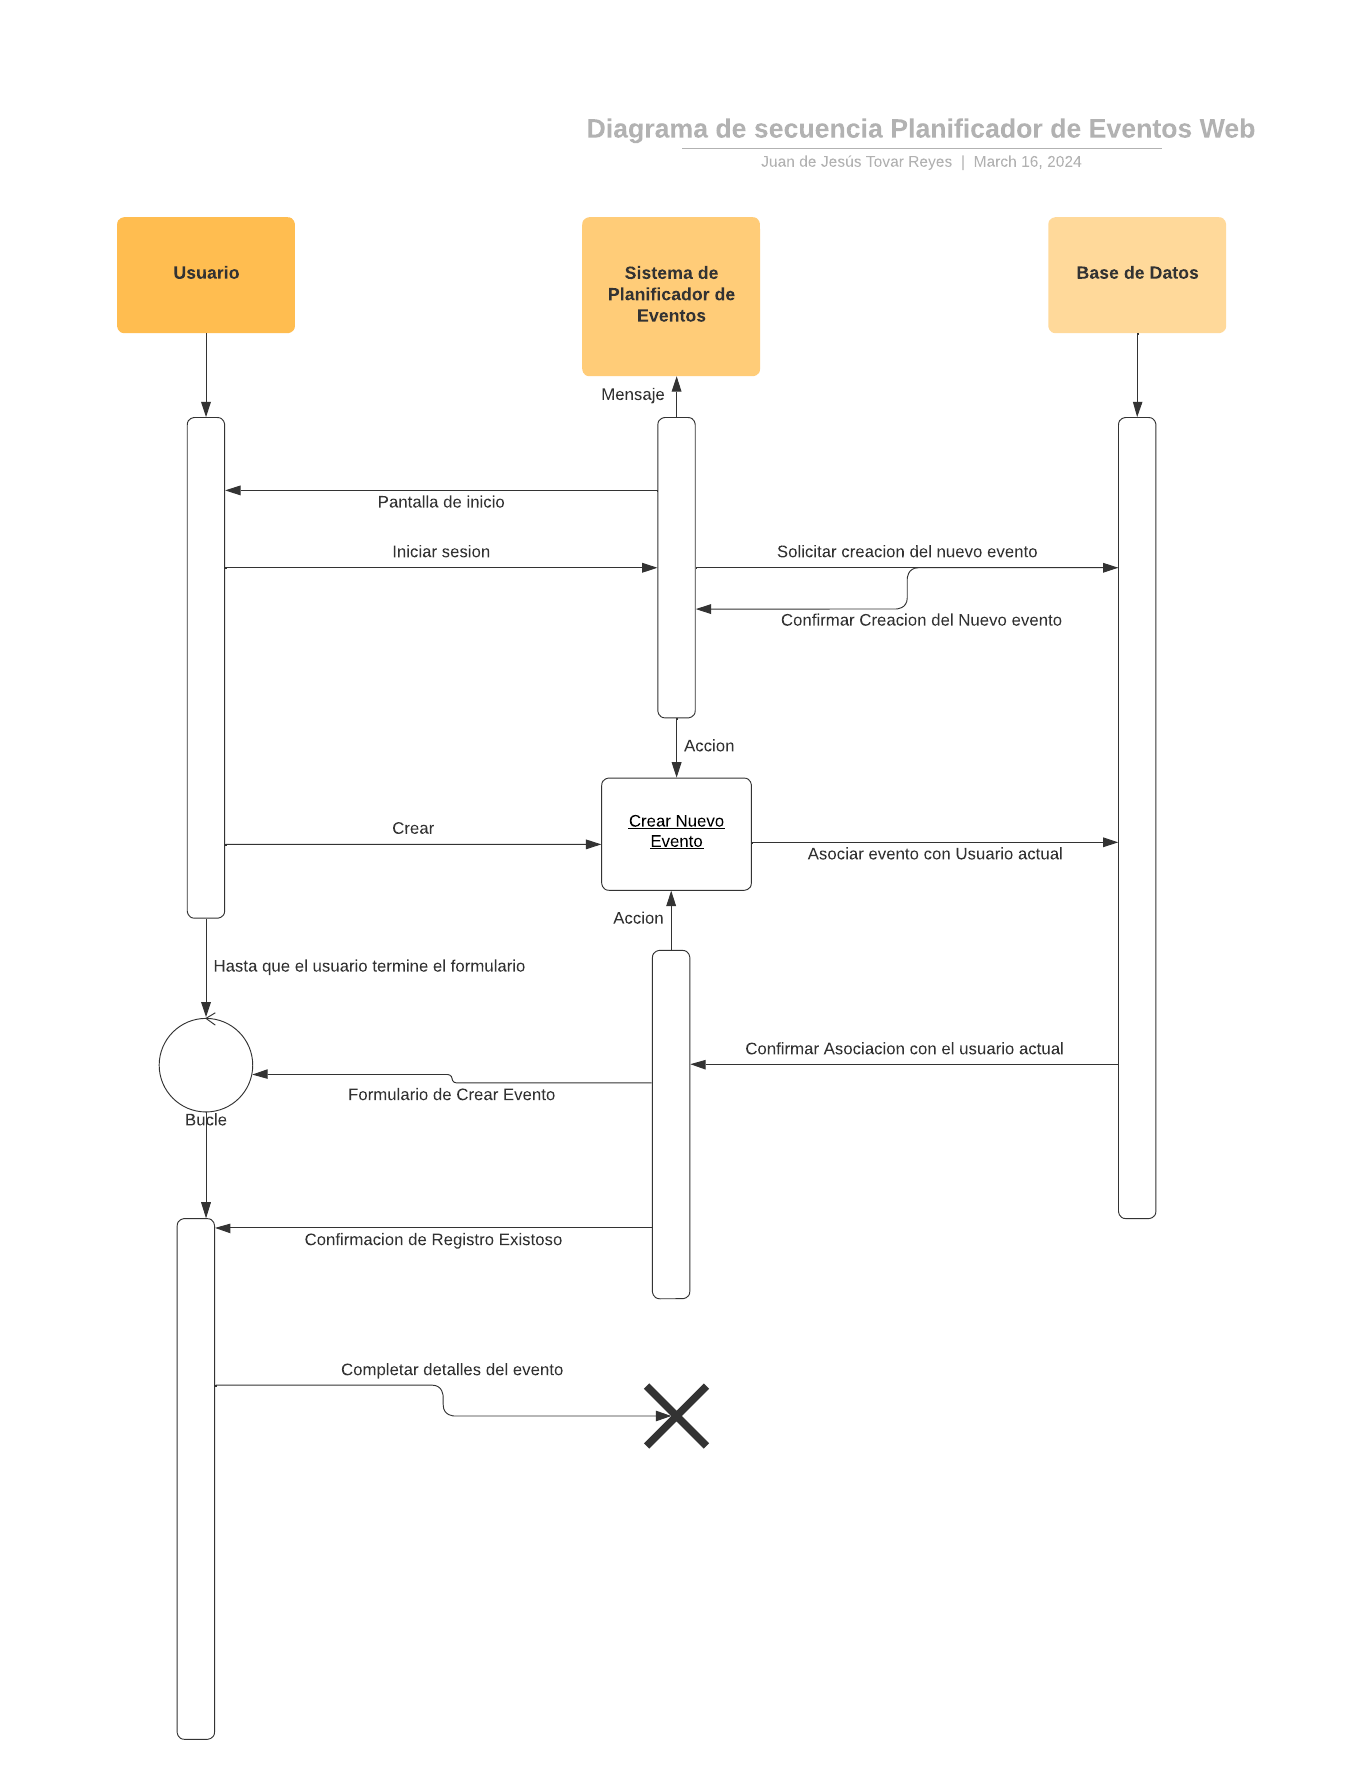 Diagrama de secuencia Planificador de Eventos Web
Juan de Jesús Tovar Reyes | March 16, 2024
Usuario
Sistema de
Planificador de
Eventos
Base de Datos
Mensaje
Pantalla de inicio
Iniciar sesion
Solicitar creacion del nuevo evento
Confirmar Creacion del Nuevo evento
Accion
Crear Nuevo
Evento
Crear
Asociar evento con Usuario actual
Accion
Hasta que el usuario termine el formulario
Confirmar Asociacion con el usuario actual
Formulario de Crear Evento
Bucle
Confirmacion de Registro Existoso
Completar detalles del evento